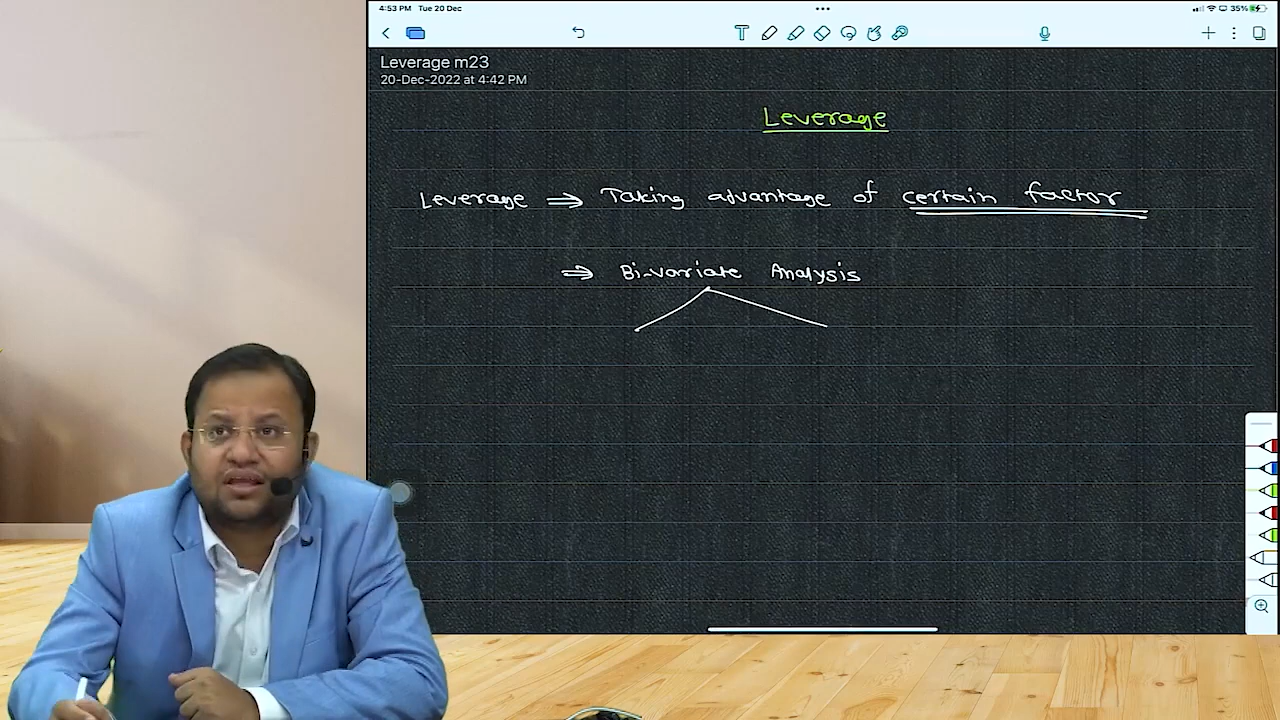 4:53 PM Tue 20 Dec
35%
T
Leverage m23
20-Dec-2022 at 4:42 PM
Leverage
Leverage ⇒ Taking advantage of certain factor
⇒ Bi-variate Analysis